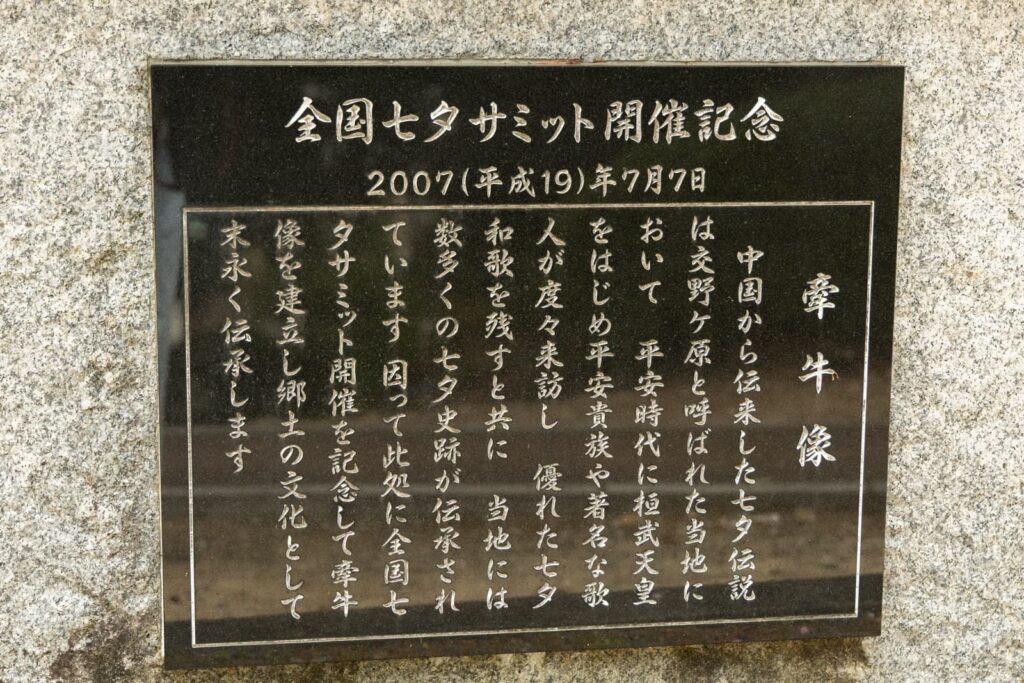 全国七夕サミット開催記念
2007(平成19)年7月7日
牽牛像
中国から伝来した七夕伝説
は交野ケ原と呼ばれた当地に
おいて 平安時代に桓武天皇
をはじめ平安貴族や著名な歌
人が度々来訪し 優れた七夕
和歌を残すと共に 当地には
数多くの七夕史跡が伝承され
ています 因って此処に全国七
夕サミット開催を記念して牽牛
像を建立し郷土の文化として
末永く伝承します